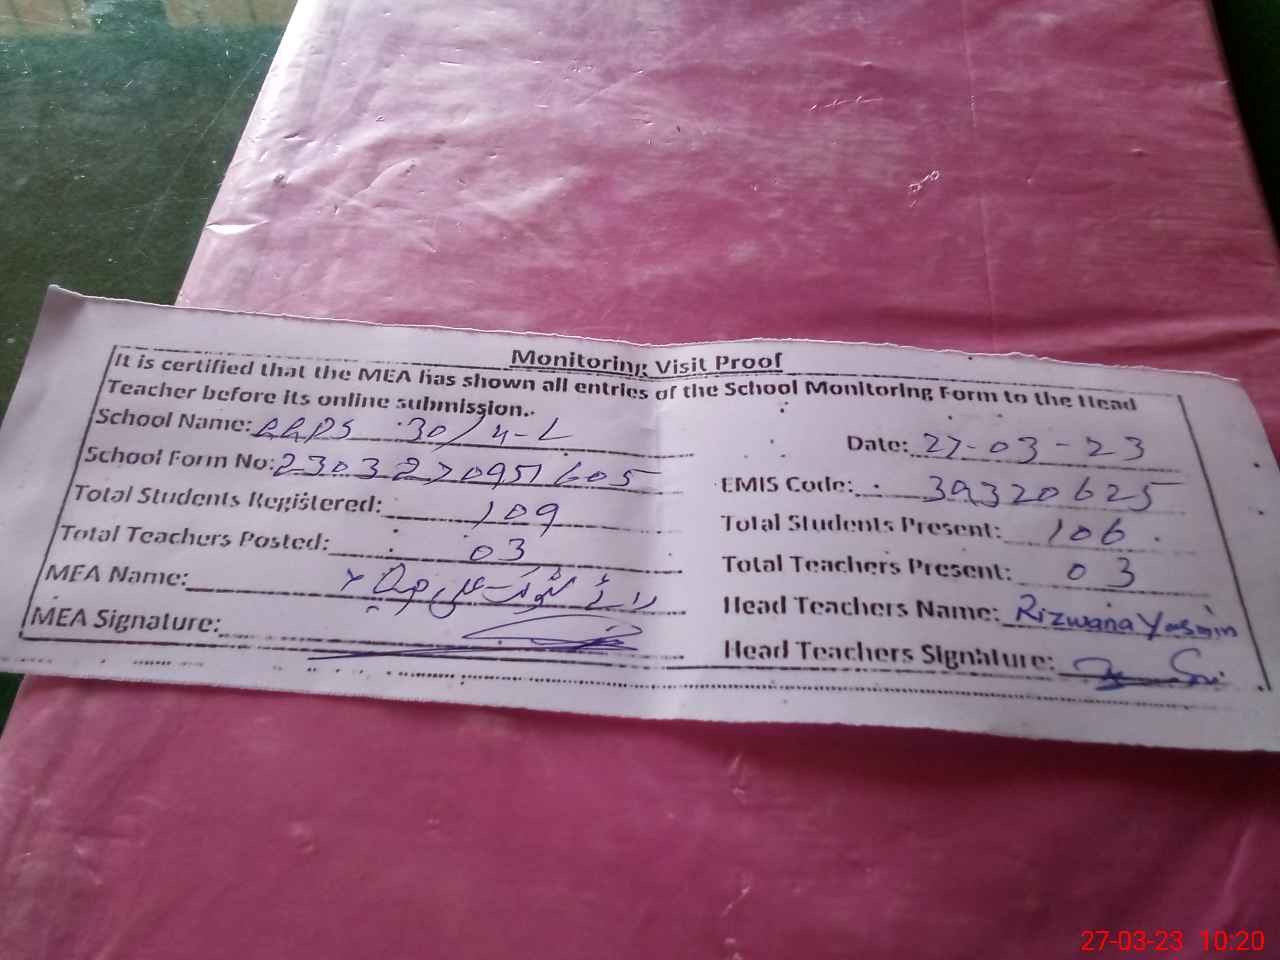 Monitoring Visit Proof
It is certified that the MEA has shown all entries of the School Monitoring Form to the Head
Teacher before its online submission.
School Name: 30/4-L Date: 27-03-23
School Form No: 2303270951605 EMIS Code: 39320625
Total Students Registered: 109 Total Students Present: 106
Total Teachers Posted: 03 Total Teachers Present: 03
MEA Name: Head Teachers Name: Rizwana Yasmin
MEA Signature: Head Teachers Signature:
27-03-23 10:20